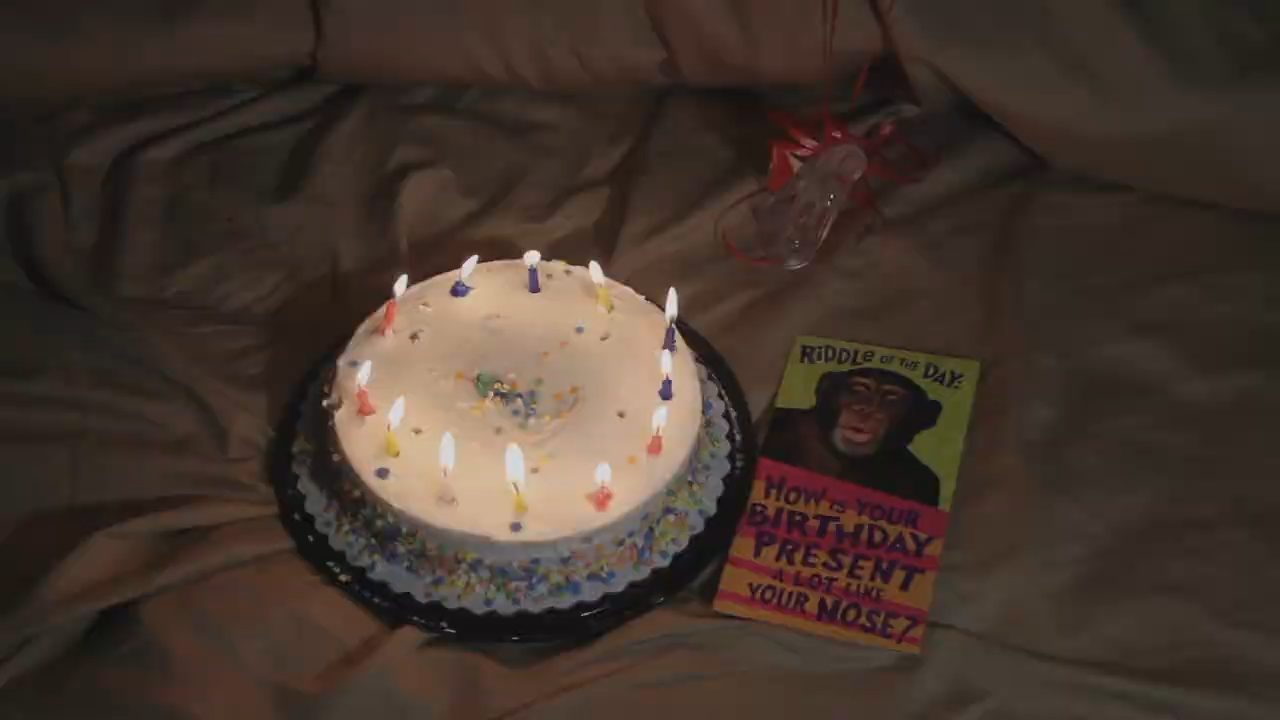 RIDDLe OF THE DAY:
HOW iS YOUR
BIRTHDAY
PRESENT
A LOT LIKE
YOUR NOSE?